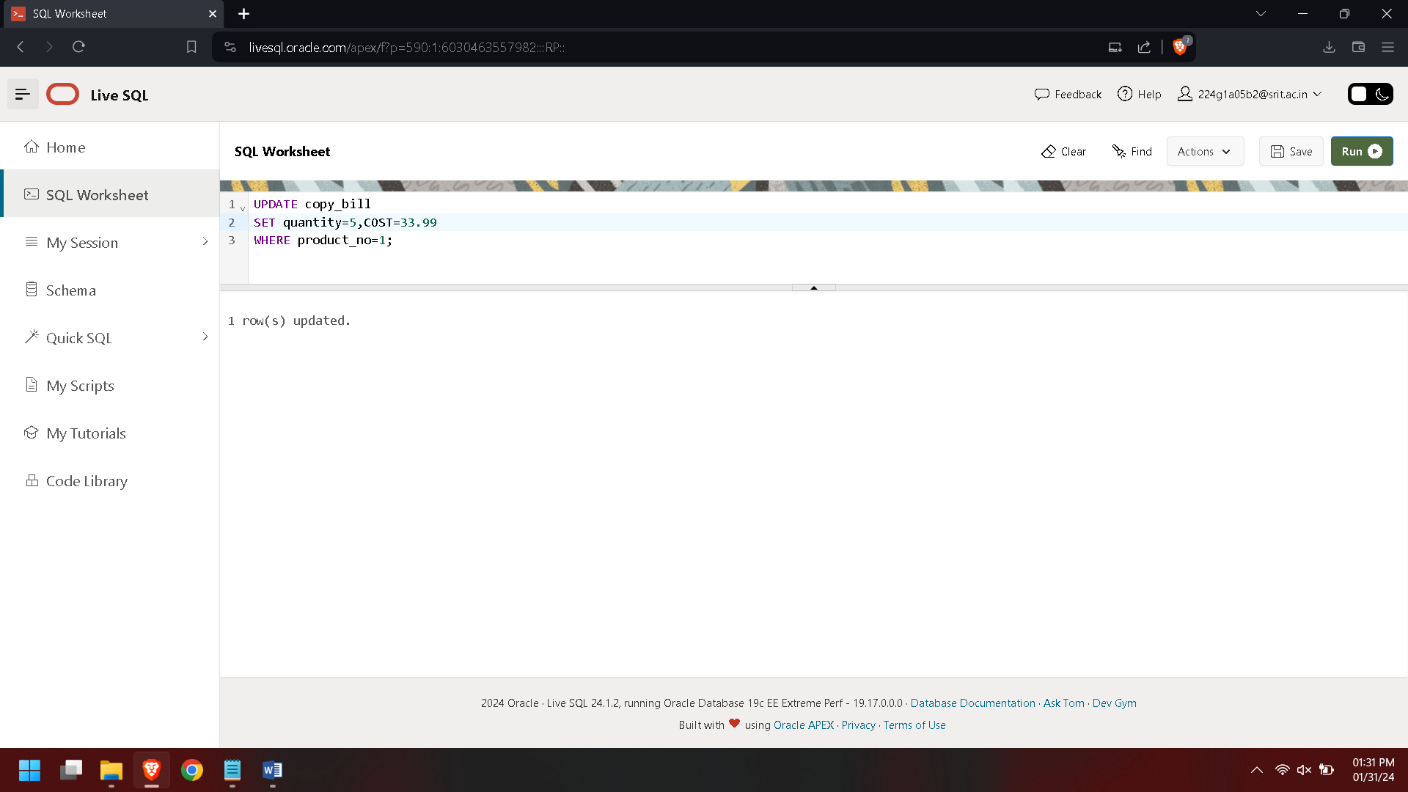 SQL Worksheet
livesql.oracle.com/apex/f?p=590:1:6030463557982:::RP::
2
Live SQL
Feedback
Help
224g1a05b2@srit.ac.in
Home
SQL Worksheet
My Session
Schema
Quick SQL
My Scripts
My Tutorials
Code Library
SQL Worksheet
Clear
Find
Actions
Save
Run
1 UPDATE copy_bill
2 SET quantity=5,COST=33.99
3 WHERE product_no=1;
1 row(s) updated.
2024 Oracle · Live SQL 24.1.2, running Oracle Database 19c EE Extreme Perf - 19.17.0.0.0 · Database Documentation · Ask Tom · Dev Gym
Built with ❤ using Oracle APEX · Privacy · Terms of Use
01:31 PM
01/31/24